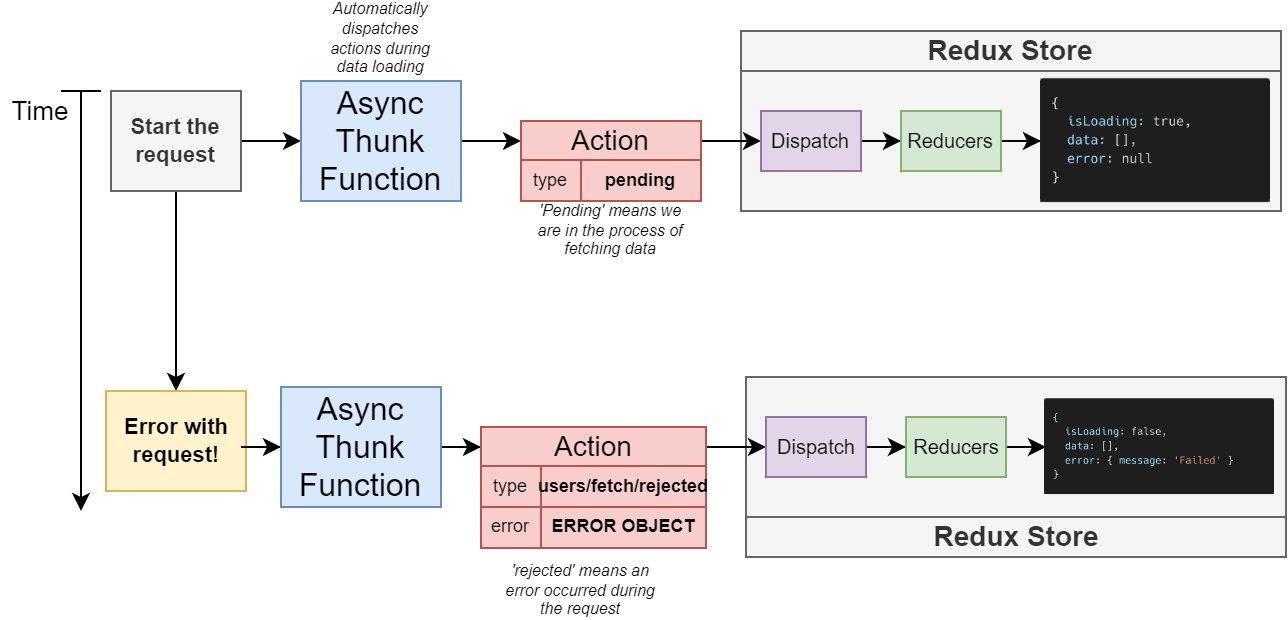 Automatically
dispatches
actions during
data loading
Time
Start the
request
Async
Thunk
Function
Action
type
pending
'Pending' means we
are in the process of
fetching data
Redux Store
Dispatch
Reducers
{
isLoading: true,
data: [],
error: null
}
Error with
request!
Async
Thunk
Function
Action
type
users/fetch/rejected
error
ERROR OBJECT
'rejected' means an
error occurred during
the request
Dispatch
Reducers
{
isLoading: false,
data: [],
error: { message: 'Failed' }
}
Redux Store